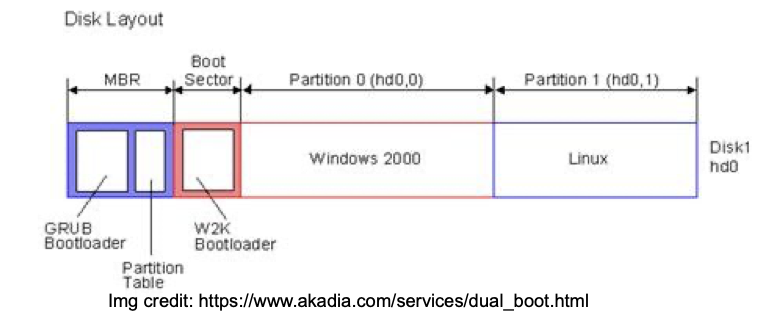 Disk Layout
MBR
Boot
Sector
Partition 0 (hd0,0)
Partition 1 (hd0,1)
Windows 2000
Linux
Disk1
hd0
GRUB
Bootloader
Partition
Table
W2K
Bootloader
Img credit: https://www.akadia.com/services/dual_boot.html